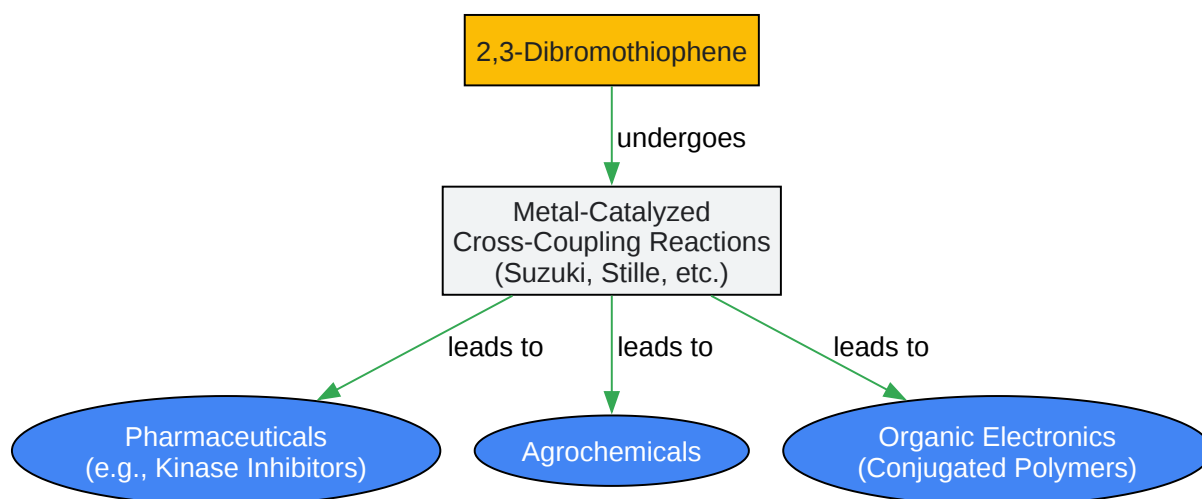 2,3-Dibromothiophene
undergoes
Metal-Catalyzed
Cross-Coupling Reactions
(Suzuki, Stille, etc.)
leads to
leads to
leads to
Pharmaceuticals
(e.g., Kinase Inhibitors)
Agrochemicals
Organic Electronics
(Conjugated Polymers)